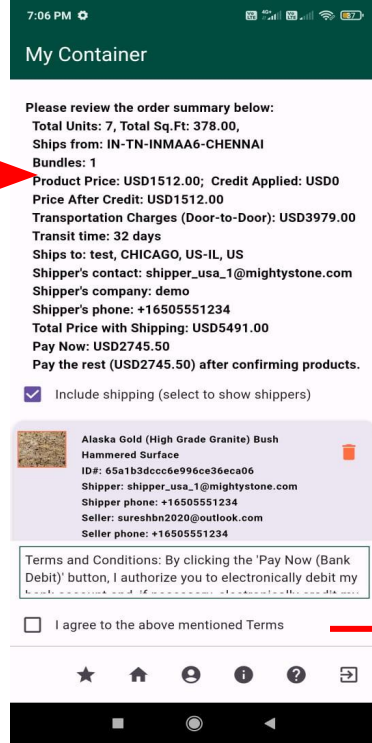 7:06 PM
My Container
Please review the order summary below:
Total Units: 7, Total Sq.Ft: 378.00,
Ships from: IN-TN-INMAA6-CHENNAI
Bundles: 1
Product Price: USD1512.00; Credit Applied: USD0
Price After Credit: USD1512.00
Transportation Charges (Door-to-Door): USD3979.00
Transit time: 32 days
Ships to: test, CHICAGO, US-IL, US
Shipper's contact: shipper_usa_1@mightystone.com
Shipper's company: demo
Shipper's phone: +16505551234
Total Price with Shipping: USD5491.00
Pay Now: USD2745.50
Pay the rest (USD2745.50) after confirming products.
Include shipping (select to show shippers)
Alaska Gold (High Grade Granite) Bush
Hammered Surface
ID#: 65a1b3dccc6e996ce36eca06
Shipper: shipper_usa_1@mightystone.com
Shipper phone: +16505551234
Seller: sureshbn2020@outlook.com
Seller phone: +16505551234
Terms and Conditions: By clicking the 'Pay Now (Bank
Debit)' button, I authorize you to electronically debit my
I agree to the above mentioned Terms